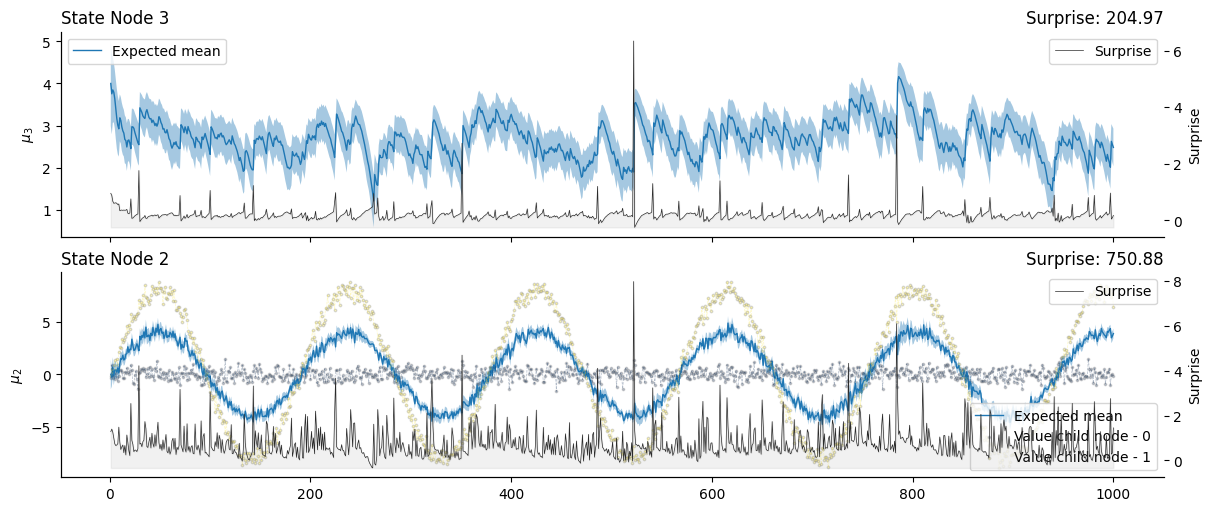 State Node 3
Surprise: 204.97
Expected mean
Surprise
5
4
3
2
1
μ3
6
4
2
0
Surprise
State Node 2
Surprise: 750.88
Surprise
5
0
−5
μ2
8
6
4
2
0
Surprise
Expected mean
Value child node - 0
Value child node - 1
0
200
400
600
800
1000